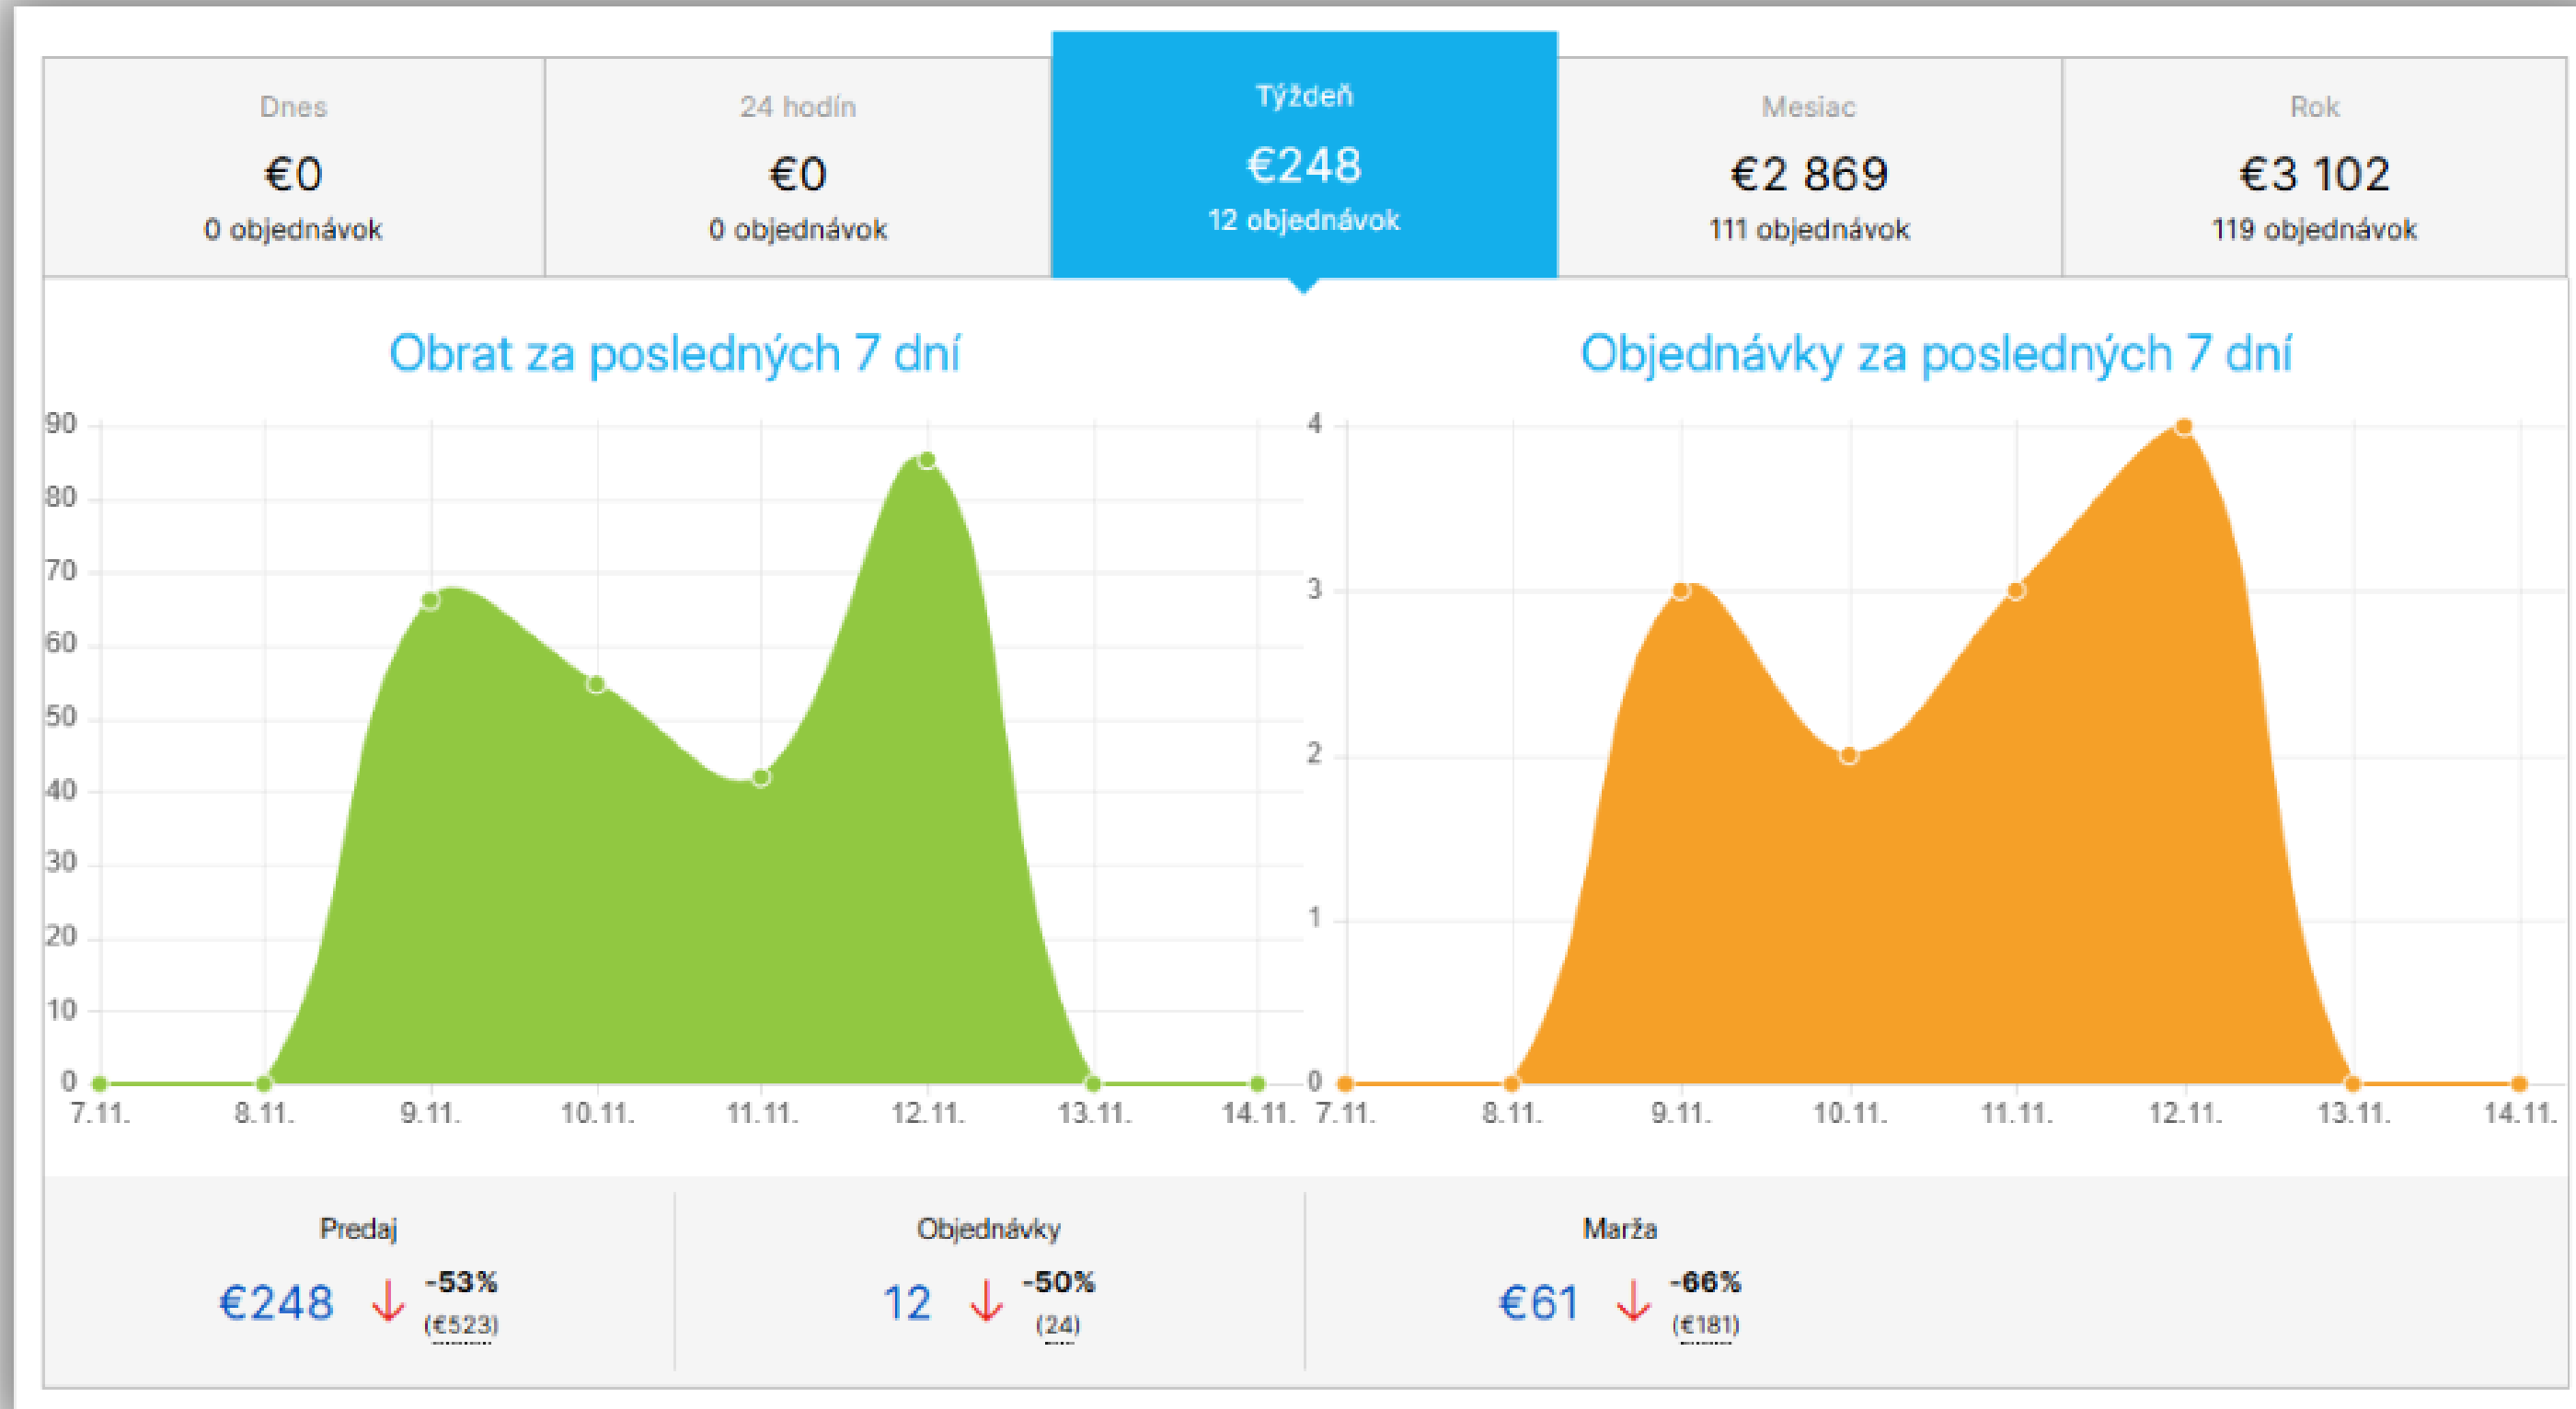 Dnes
€0
0 objednávok
24 hodín
€0
0 objednávok
Týždeň
€248
12 objednávok
Mesiac
€2 869
111 objednávok
Rok
€3 102
119 objednávok
Obrat za posledných 7 dní
90
80
70
60
50
40
30
20
10
0
7.11. 8.11. 9.11. 10.11. 11.11. 12.11. 13.11. 14.11.
Objednávky za posledných 7 dní
4
3
2
1
0
7.11. 8.11. 9.11. 10.11. 11.11. 12.11. 13.11. 14.11.
Predaj
€248 ↓ -53%
(€523)
Objednávky
12 ↓ -50%
(24)
Marža
€61 ↓ -66%
(€181)